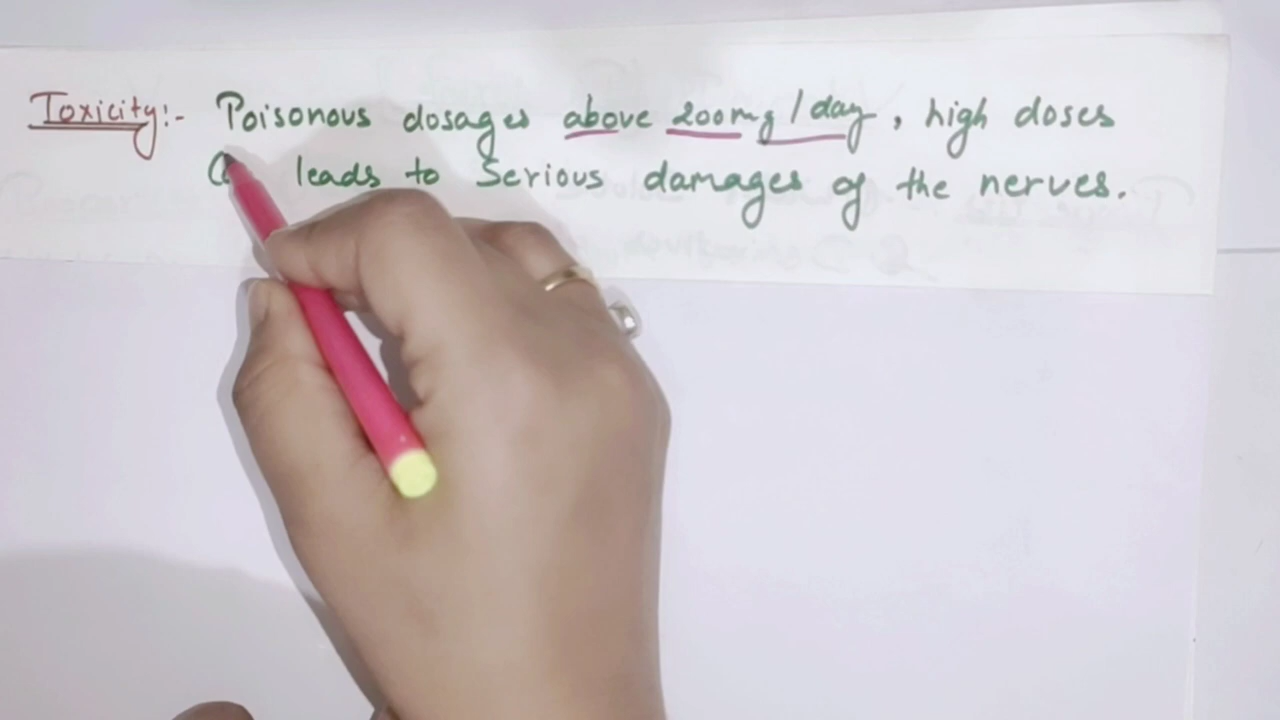 Toxicity:- Poisonous dosages above 200mg/day, high doses
leads to Serious damages of the nerves.